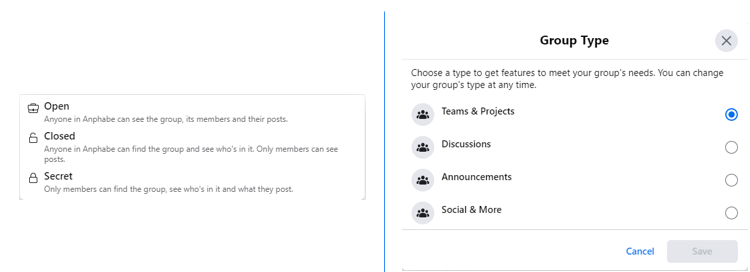 Open
Anyone in Anphabe can see the group, its members and their posts.
Closed
Anyone in Anphabe can find the group and see who's in it. Only members can see
posts.
Secret
Only members can find the group, see who's in it and what they post.
Group Type
Choose a type to get features to meet your group's needs. You can change
your group's type at any time.
Teams & Projects
Discussions
Announcements
Social & More
Cancel
Save